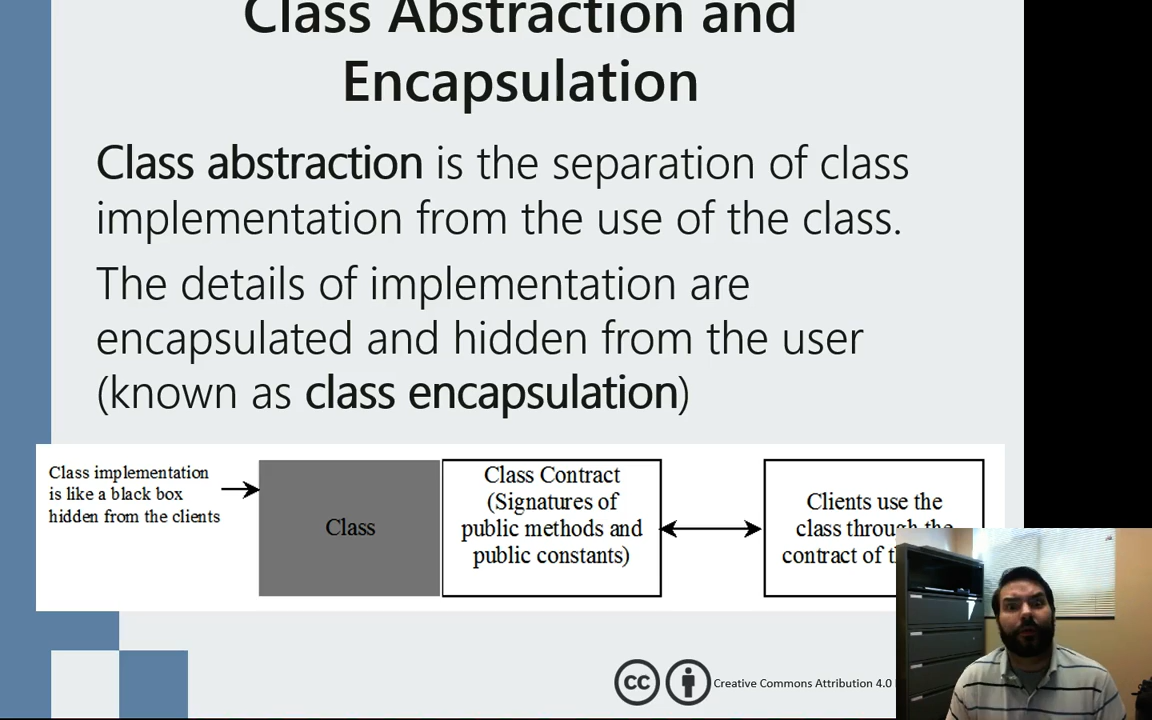 Class Abstraction and
Encapsulation
Class abstraction is the separation of class
implementation from the use of the class.
The details of implementation are
encapsulated and hidden from the user
(known as class encapsulation)
Class implementation
is like a black box
hidden from the clients
Class
Class Contract
(Signatures of
public methods and
public constants)
Clients use the
class through the
contract of
cc
Creative Commons Attribution 4.0